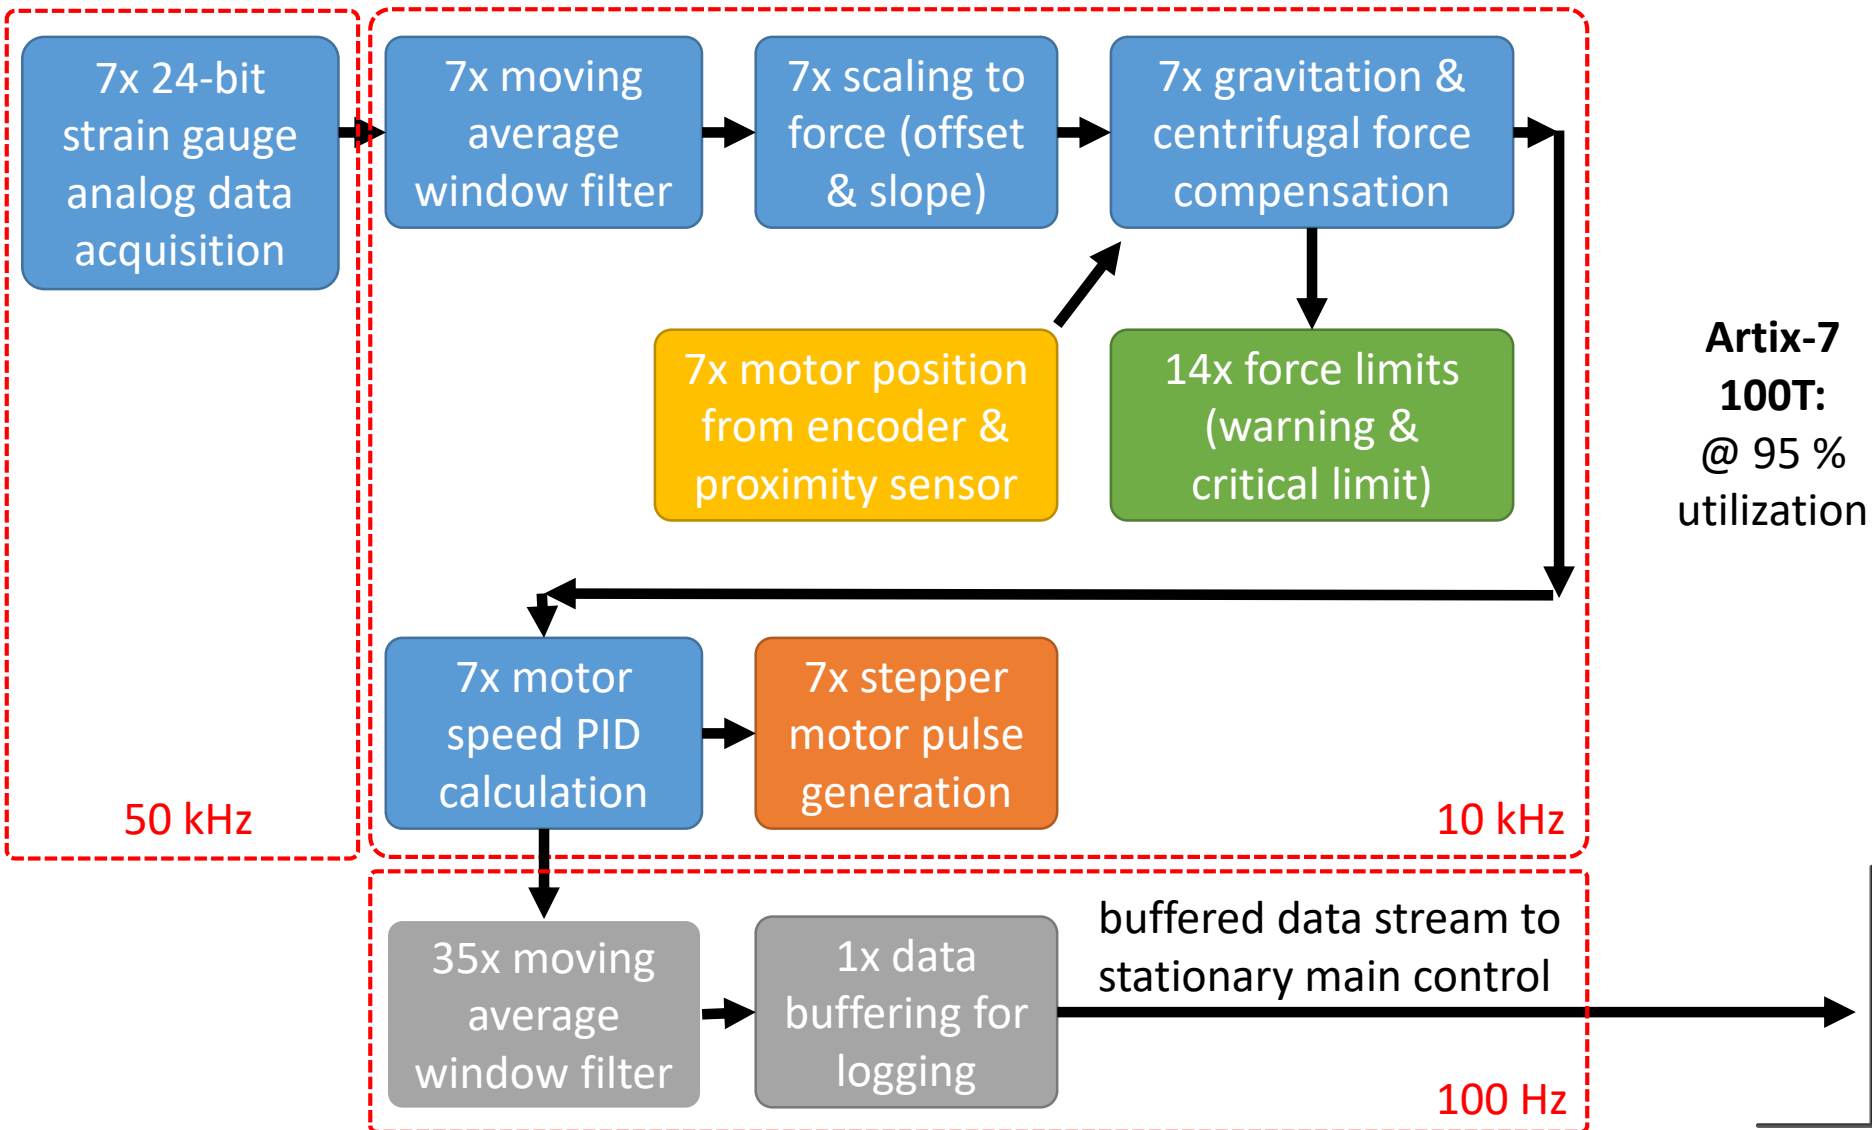 7x 24-bit
strain gauge
analog data
acquisition
7x moving
average
window filter
7x scaling to
force (offset
& slope)
7x gravitation &
centrifugal force
compensation
7x motor position
from encoder &
proximity sensor
14x force limits
(warning &
critical limit)
Artix-7
100T:
@ 95 %
utilization
7x motor
speed PID
calculation
7x stepper
motor pulse
generation
50 kHz
10 kHz
35x moving
average
window filter
1x data
buffering for
logging
buffered data stream to
stationary main control
100 Hz